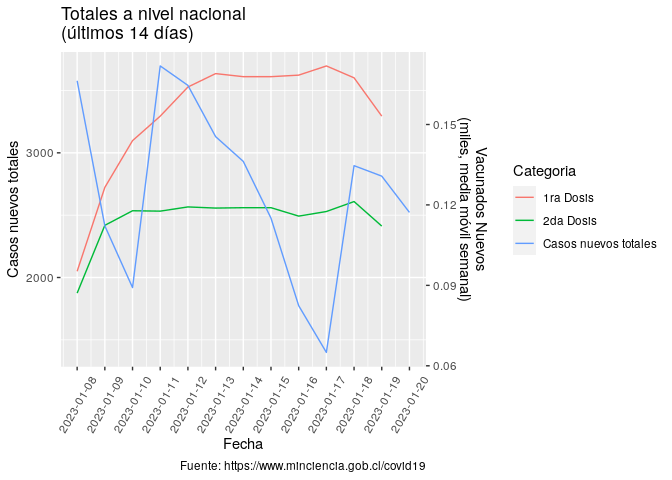 Totales a nivel nacional
(últimos 14 días)
Casos nuevos totales
3000
2000
0.15
0.12
0.09
0.06
Vacunados Nuevos
(miles, media móvil semanal)
2023-01-08
2023-01-09
2023-01-10
2023-01-11
2023-01-12
2023-01-13
2023-01-14
2023-01-15
2023-01-16
2023-01-17
2023-01-18
2023-01-19
2023-01-20
Fecha
Categoria
1ra Dosis
2da Dosis
Casos nuevos totales
Fuente: https://www.minciencia.gob.cl/covid19